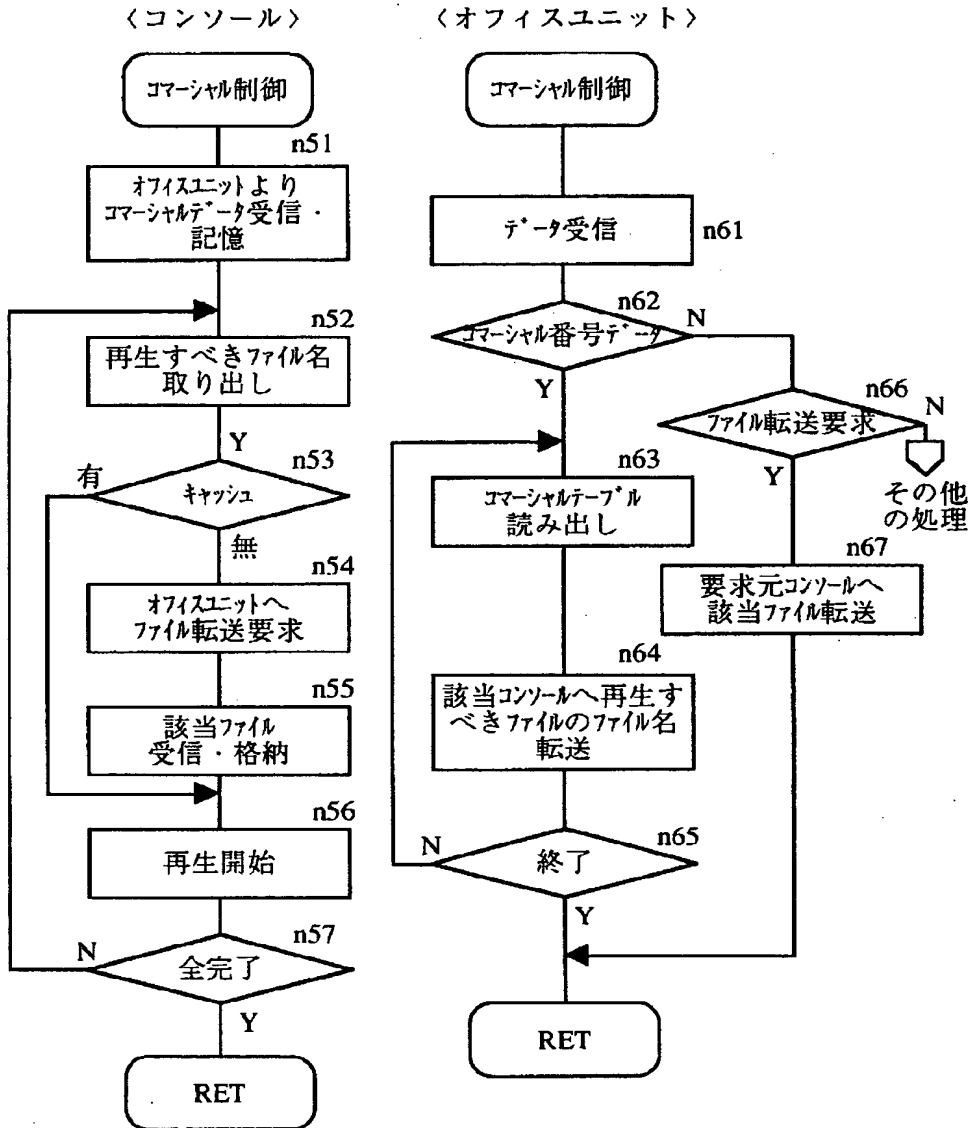 〈コンソール〉
コマーシャル制御
n51
オフィスユニットより
コマーシャルデータ受信・
記憶
n52
再生すべきファイル名
取り出し
Y
n53
有
キャッシュ
無
n54
オフィスユニットへ
ファイル転送要求
n55
該当ファイル
受信・格納
n56
再生開始
n57
N
全完了
Y
RET
〈オフィスユニット〉
コマーシャル制御
データ受信
n61
n62
コマーシャル番号データ
N
Y
n63
コマーシャルテーブル
読み出し
n64
該当コンソールへ再生す
べきファイルのファイル名
転送
n65
N
終了
Y
RET
n66
ファイル転送要求
N
Y
その他
の処理
n67
要求元コンソールへ
該当ファイル転送